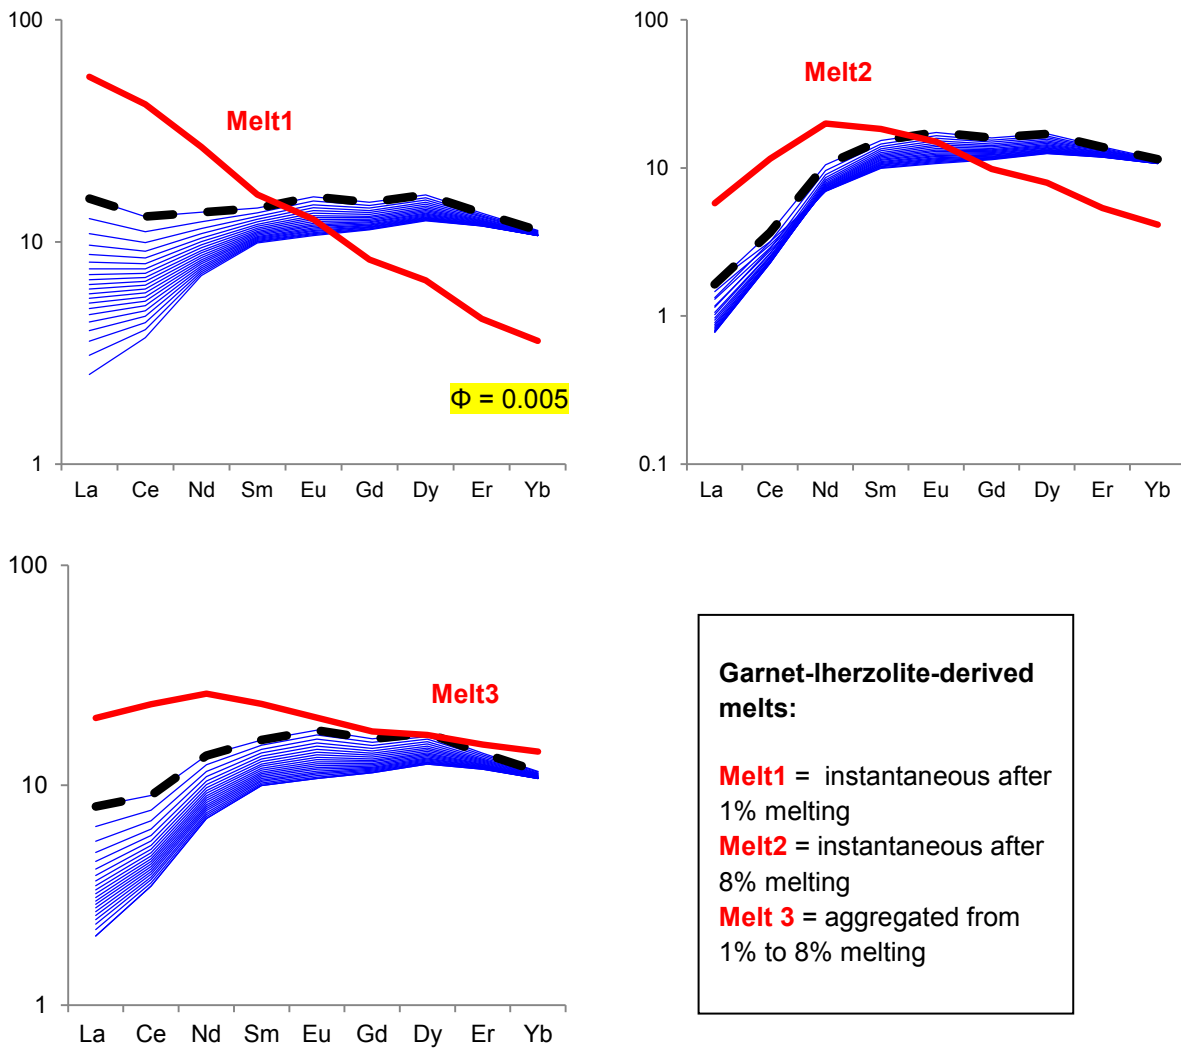 100
Melt1
10
Φ = 0.005
1
La Ce Nd Sm Eu Gd Dy Er Yb
100
Melt2
10
1
0.1
La Ce Nd Sm Eu Gd Dy Er Yb
100
Melt3
10
1
La Ce Nd Sm Eu Gd Dy Er Yb
Garnet-lherzolite-derived
melts:
Melt1 = instantaneous after
1% melting
Melt2 = instantaneous after
8% melting
Melt 3 = aggregated from
1% to 8% melting